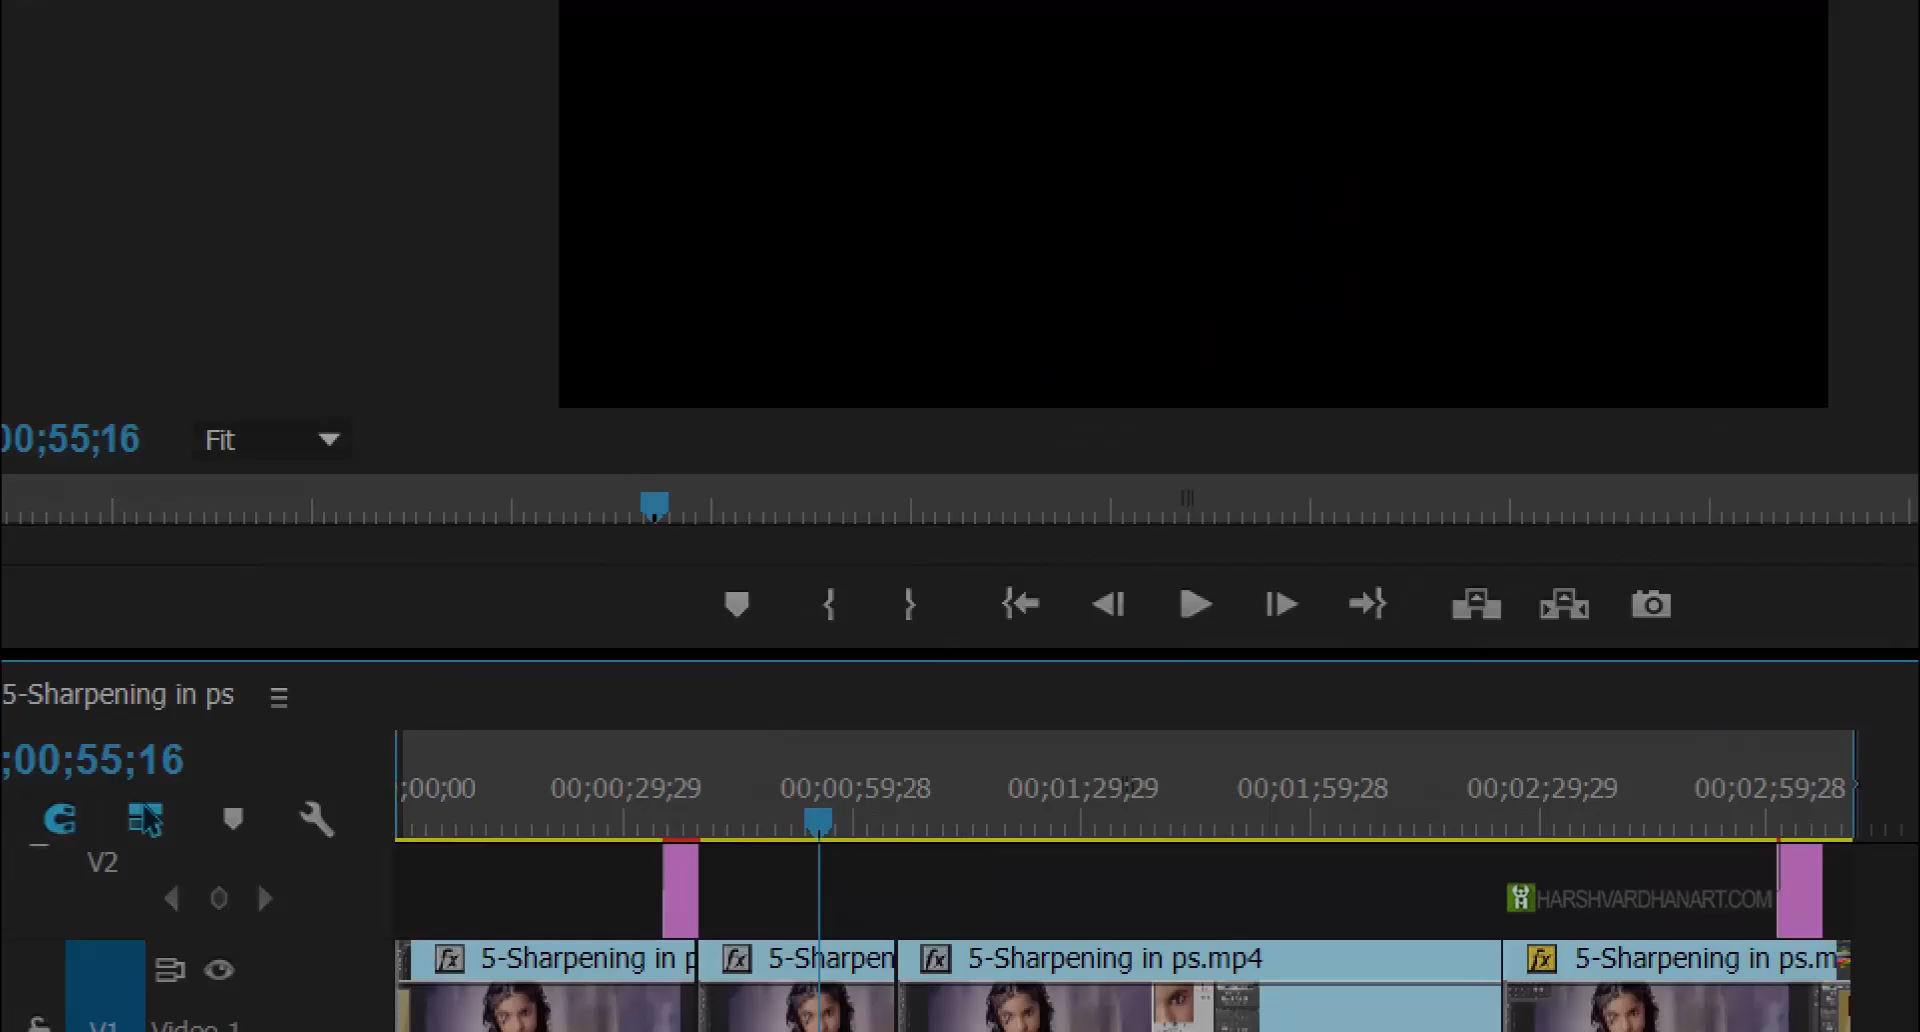 00;55;16 Fit
5-Sharpening in ps
;00;55;16
;00;00 00;00;29;29 00;00;59;28 00;01;29;29 00;01;59;28 00;02;29;29 00;02;59;28
V2
HARSHVARDHANART.COM
fx 5-Sharpening in p fx 5-Sharpen fx 5-Sharpening in ps.mp4 fx 5-Sharpening in ps.m
V1 Video 1